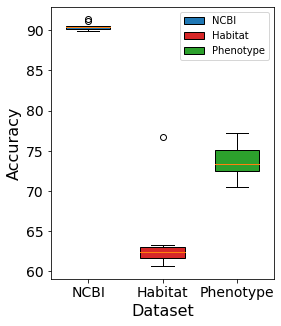 NCBI
Habitat
Phenotype
90
85
80
75
70
65
60
Accuracy
NCBI Habitat Phenotype
Dataset